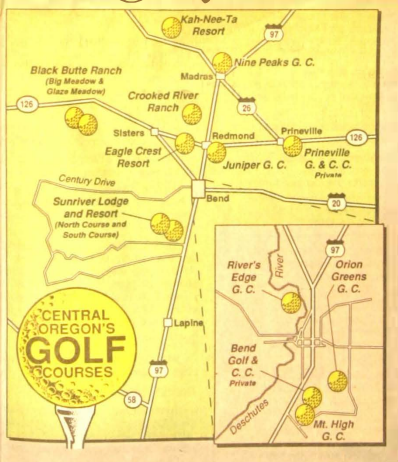 Kah-Nee-Ta
Resort
97
Nine Peaks G. C.
Madras
Black Butte Ranch
(Big Meadow &
Glaze Meadow)
Crooked River
Ranch
26
126
Sisters
Redmond
Prineville
126
Eagle Crest
Resort
Juniper G. C.
Prineville
G. & C. C.
Private
Century Drive
Bend
20
Sunriver Lodge
and Resort
(North Course and
South Course)
97
River's
Edge
G. C.
River
Orion
Greens
G. C.
CENTRAL
OREGON'S
GOLF
COURSES
Lapine
97
58
Bend
Golf &
C. C.
Private
Deschutes
Mt. High
G. C.